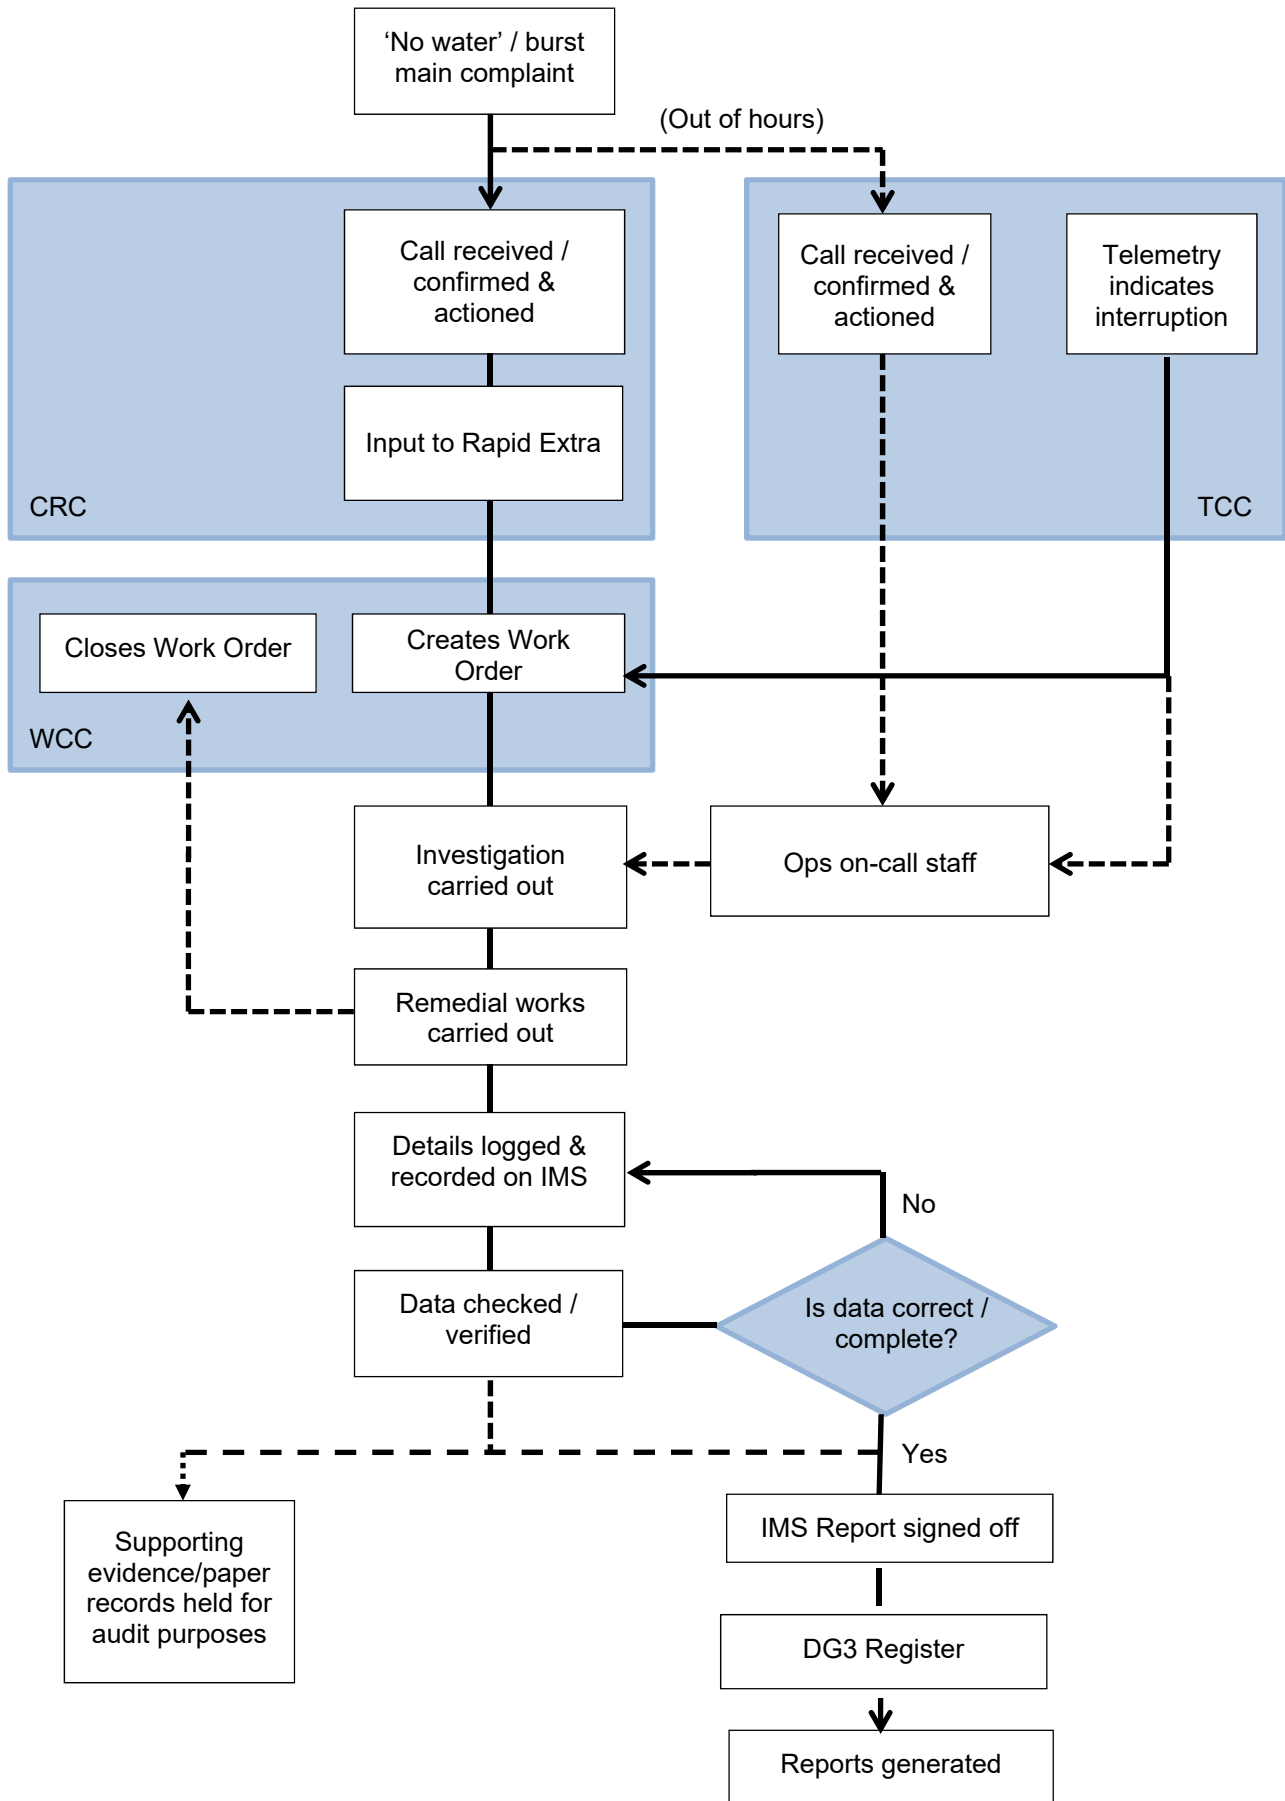 ‘No water’ / burst
main complaint
(Out of hours)
Call received /
confirmed &
actioned
Call received /
confirmed &
actioned
Telemetry
indicates
interruption
Input to Rapid Extra
CRC
TCC
Closes Work Order
Creates Work
Order
WCC
Investigation
carried out
Ops on-call staff
Remedial works
carried out
Details logged &
recorded on IMS
No
Data checked /
verified
Is data correct /
complete?
Yes
Supporting
evidence/paper
records held for
audit purposes
IMS Report signed off
DG3 Register
Reports generated